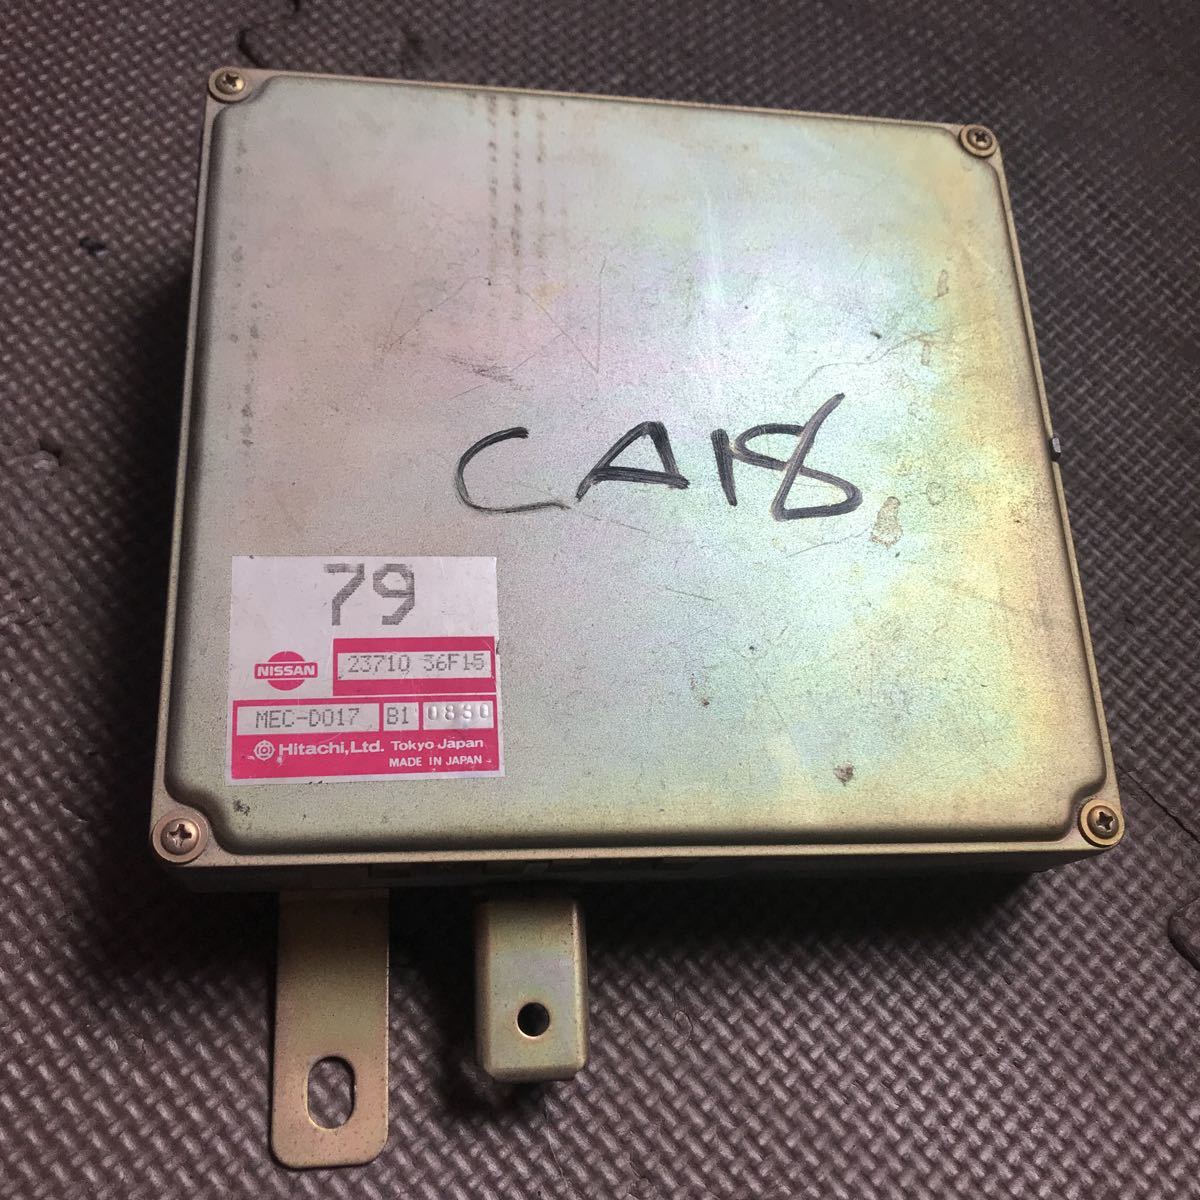 CA18
79
NISSAN
23710 36F15
MEC-D017 B1 0830
Hitachi,Ltd. Tokyo Japan
MADE IN JAPAN